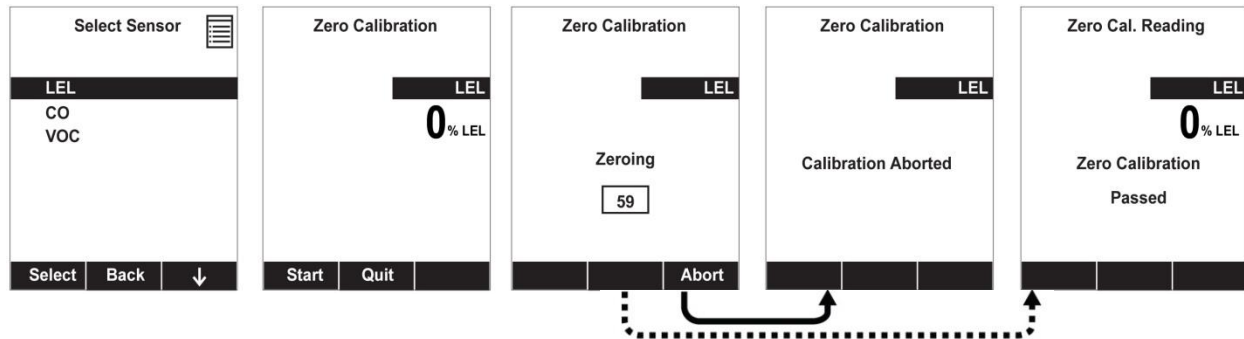 Select Sensor
LEL
CO
VOC
Select Back ↓
Zero Calibration
LEL
0% LEL
Start Quit
Zero Calibration
LEL
Zeroing
59
Abort
Zero Calibration
LEL
Calibration Aborted
Zero Cal. Reading
LEL
0% LEL
Zero Calibration
Passed